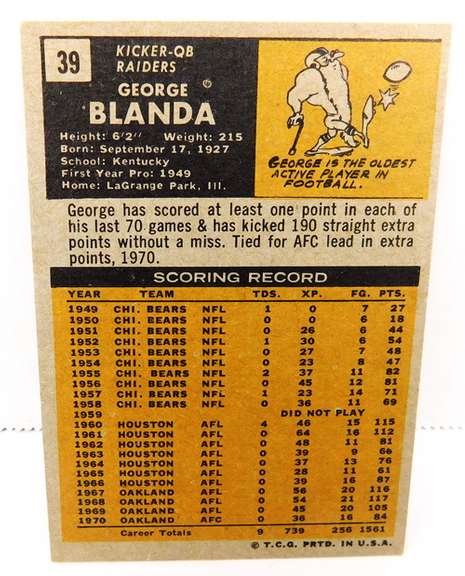 39
KICKER-QB
RAIDERS
GEORGE ®
BLANDA
Height: 6'2" Weight: 215
Born: September 17, 1927
School: Kentucky
First Year Pro: 1949
Home: LaGrange Park, Ill.
GEORGE IS THE OLDEST
ACTIVE PLAYER IN
FOOTBALL.
George has scored at least one point in each of
his last 70 games & has kicked 190 straight extra
points without a miss. Tied for AFC lead in extra
points, 1970.
SCORING RECORD
YEAR TEAM TDS. XP. FG. PTS.
1949 CHI. BEARS NFL 1 0 7 27
1950 CHI. BEARS NFL 0 0 6 18
1951 CHI. BEARS NFL 0 26 6 44
1952 CHI. BEARS NFL 1 30 6 54
1953 CHI. BEARS NFL 0 27 7 48
1954 CHI. BEARS NFL 0 23 8 47
1955 CHI. BEARS NFL 2 37 11 82
1956 CHI. BEARS NFL 0 45 12 81
1957 CHI. BEARS NFL 1 23 14 71
1958 CHI. BEARS NFL 0 36 11 69
1959 DID NOT PLAY
1960 HOUSTON AFL 4 46 15 115
1961 HOUSTON AFL 0 64 16 112
1962 HOUSTON AFL 0 48 11 81
1963 HOUSTON AFL 0 39 9 66
1964 HOUSTON AFL 0 37 13 76
1965 HOUSTON AFL 0 28 11 61
1966 HOUSTON AFL 0 39 16 87
1967 OAKLAND AFL 0 56 20 116
1968 OAKLAND AFL 0 54 21 117
1969 OAKLAND AFL 0 45 20 105
1970 OAKLAND AFC 0 36 16 84
Career Totals 9 739 256 1561
© T.C.G. PRTD. IN U.S.A.